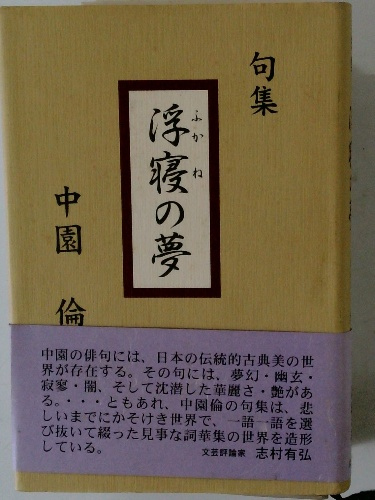 句集
浮寝の夢
ふかね
中園 倫
中園の俳句には、日本の伝統的古典美の世
界が存在する。その句には、夢幻・幽玄・
寂寥・闇、そして沈潜した華麗さ・艶があ
る。・・・ともあれ、中園倫の句集は、悲
しいまでにかそけき世界で、一語一語を選
び抜いて綴った見事な詞華集の世界を造形
している。
文芸評論家 志村有弘